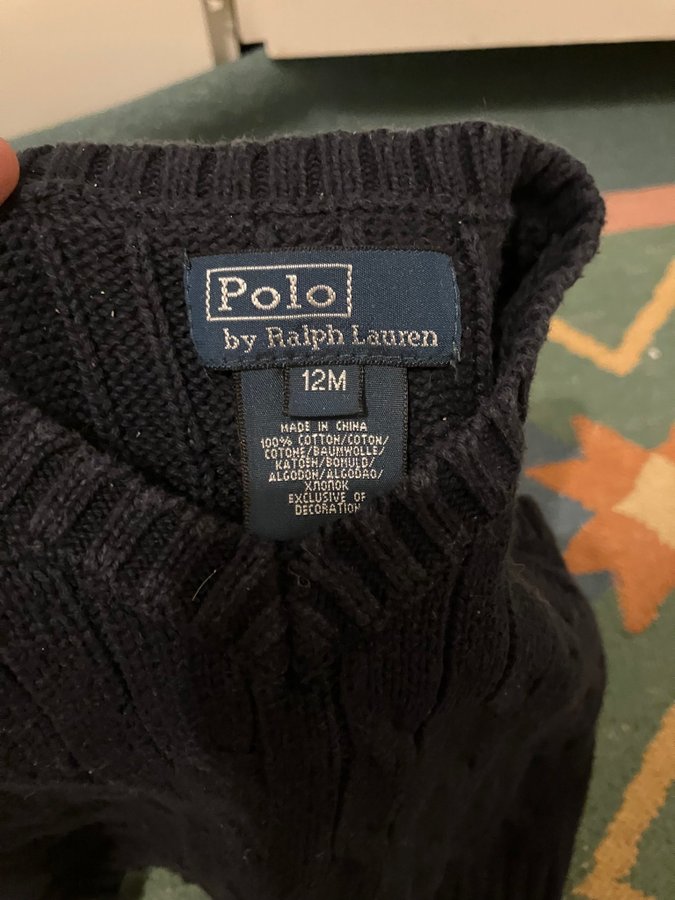 Polo
by Ralph Lauren
12M
MADE IN CHINA
100% COTTON/COTON/
COTONE/BAUMWOLLE/
KATOEN/BOMULD/
ALGODON/ALGODAO/
ХЛОПОК
EXCLUSIVE OF
DECORATION